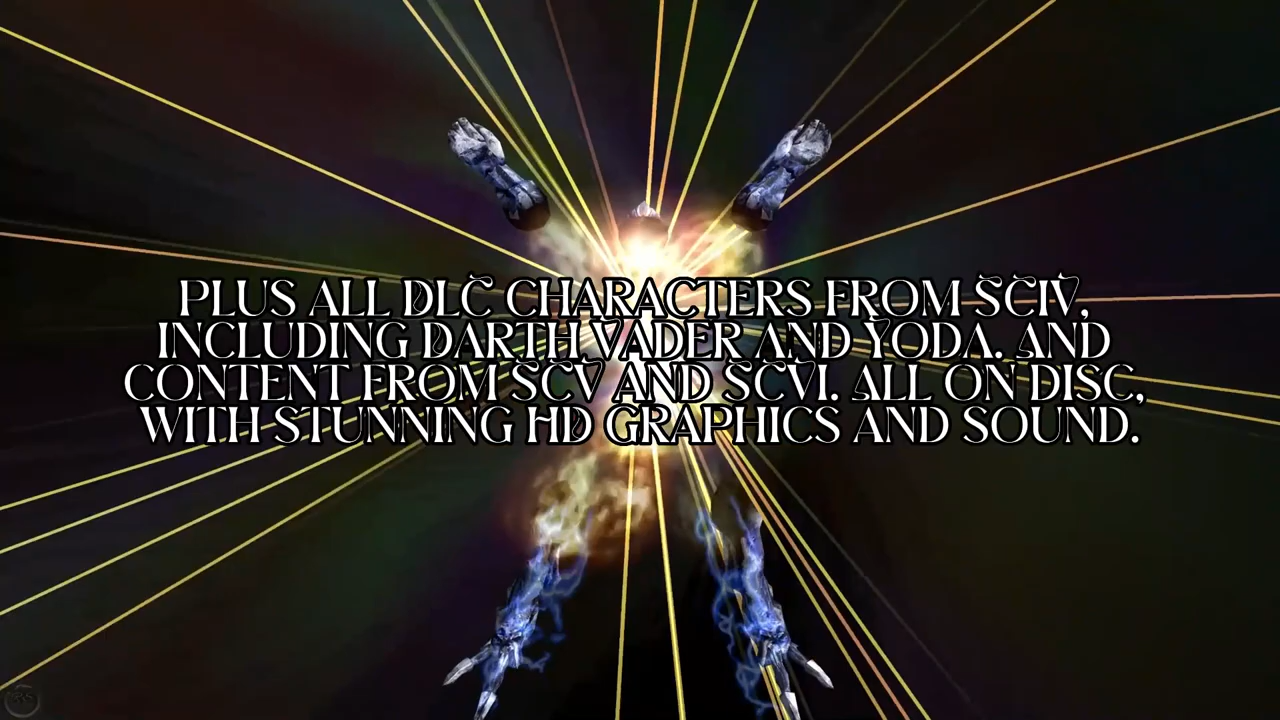 PLUS ALL DLC CHARACTERS FROM SCIV,
INCLUDING DARTH VADER AND YODA. AND
CONTENT FROM SCV AND SCVI. ALL ON DISC,
WITH STUNNING HD GRAPHICS AND SOUND.